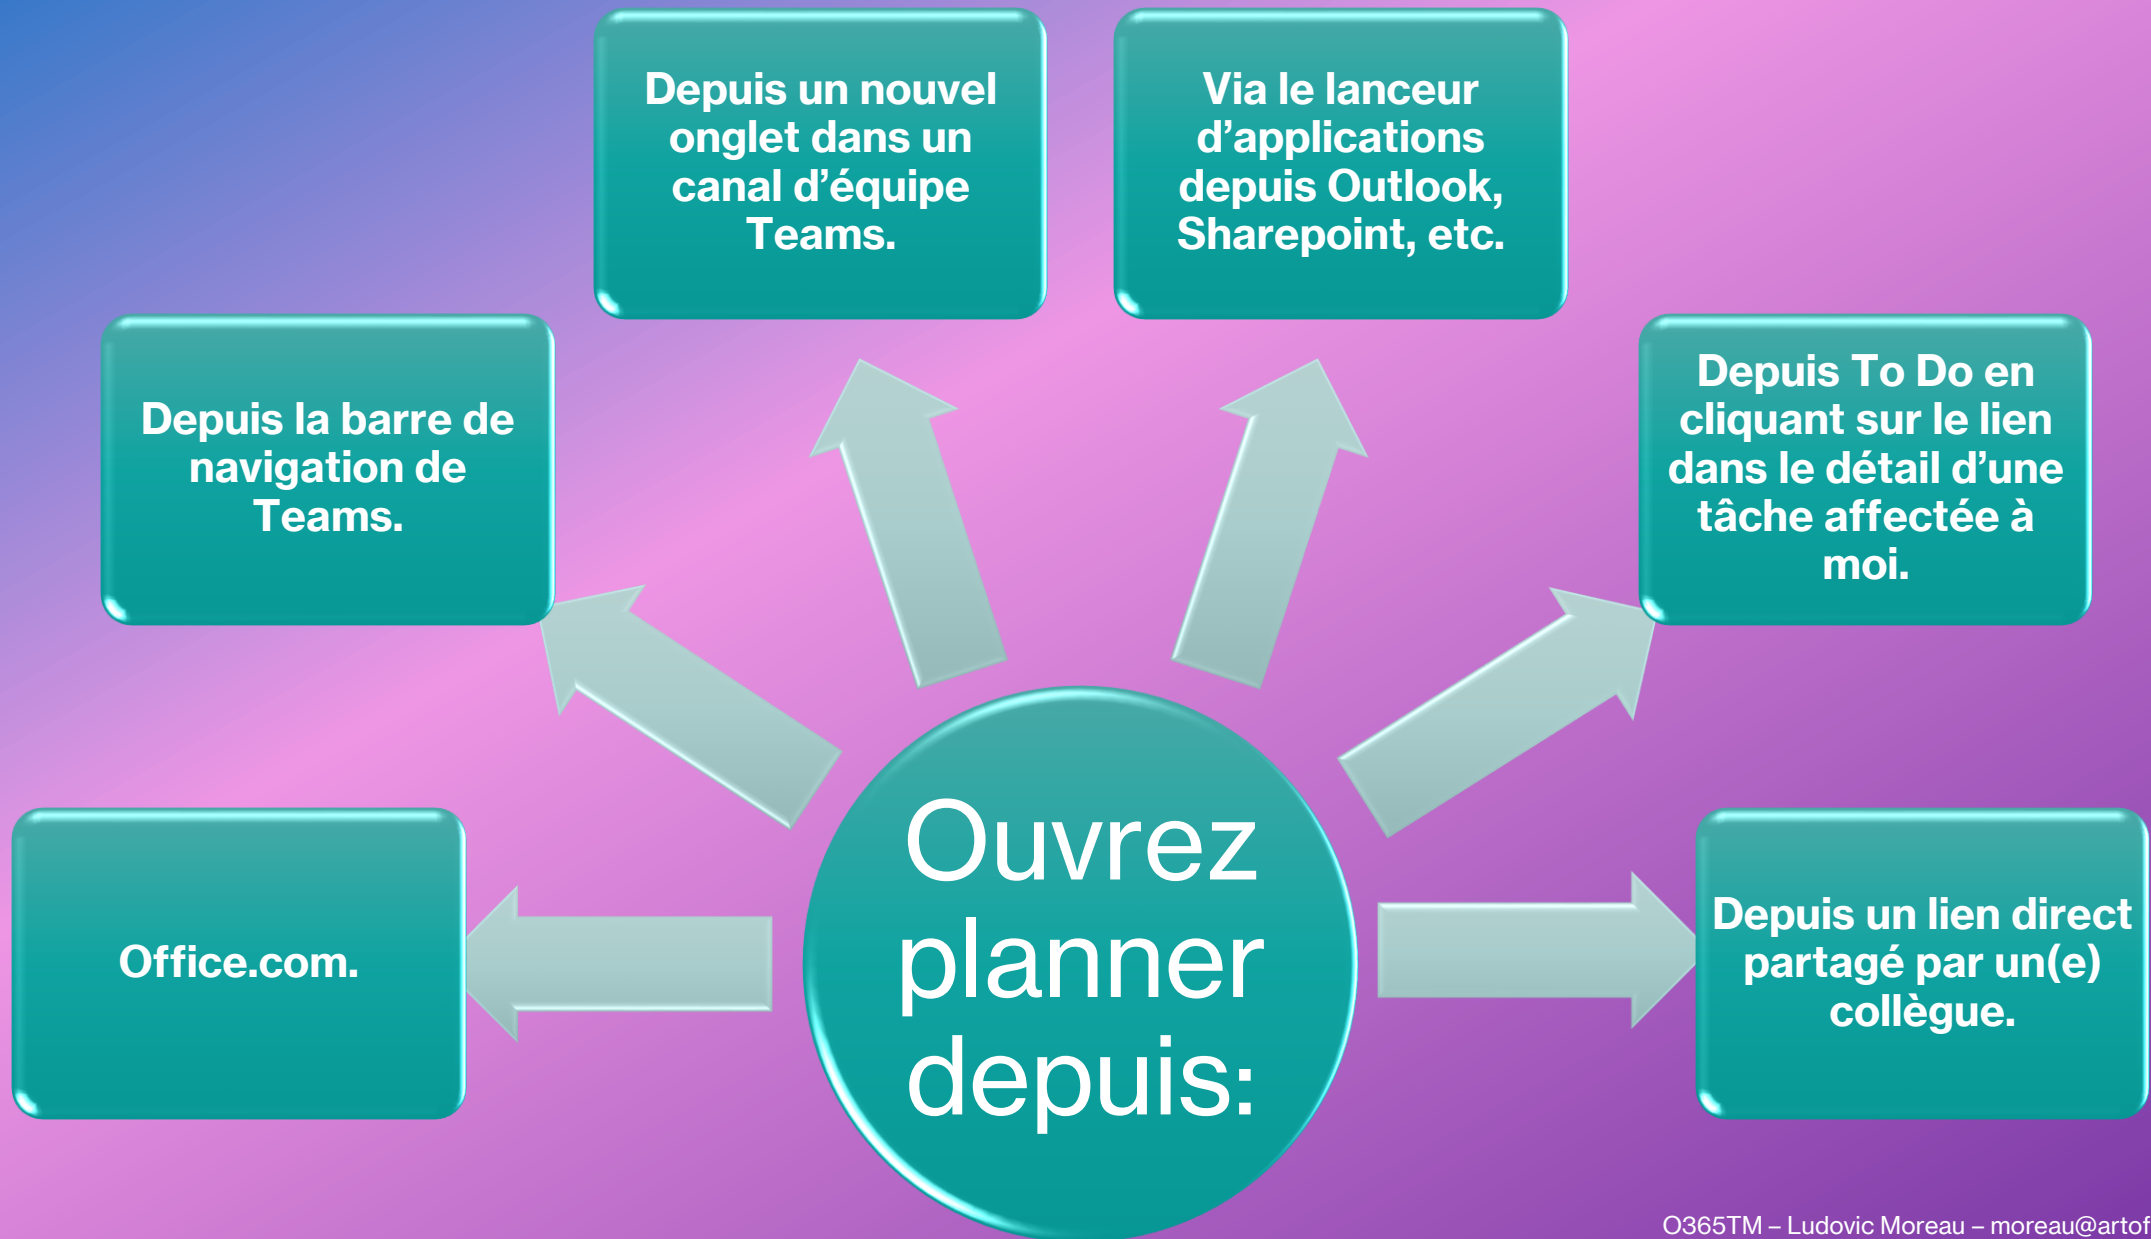 Depuis un nouvel
onglet dans un
canal d’équipe
Teams.
Via le lanceur
d’applications
depuis Outlook,
Sharepoint, etc.
Depuis la barre de
navigation de
Teams.
Depuis To Do en
cliquant sur le lien
dans le détail d’une
tâche affectée à
moi.
Office.com.
Ouvrez
planner
depuis:
Depuis un lien direct
partagé par un(e)
collègue.
O365TM – Ludovic Moreau – moreau@artof